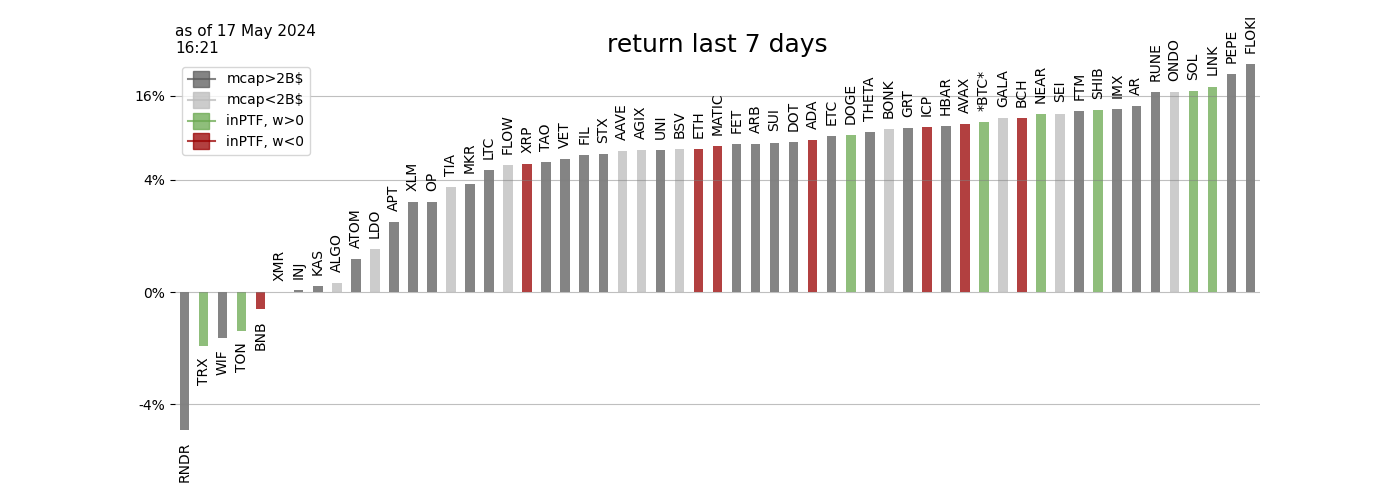 as of 17 May 2024
16:21
return last 7 days
mcap>2B$
mcap<2B$
inPTF, w>0
inPTF, w<0
16%
4%
0%
-4%
RNDR
TRX
WIF
TON
BNB
XMR
INJ
KAS
ALGO
ATOM
LDO
APT
XLM
OP
TIA
MKR
LTC
FLOW
XRP
TAO
VET
FIL
STX
AAVE
AGIX
UNI
BSV
ETH
MATIC
FET
ARB
SUI
DOT
ADA
ETC
DOGE
THETA
BONK
GRT
ICP
HBAR
AVAX
*BTC*
GALA
BCH
NEAR
SEI
FTM
SHIB
IMX
AR
RUNE
ONDO
SOL
LINK
PEPE
FLOKI